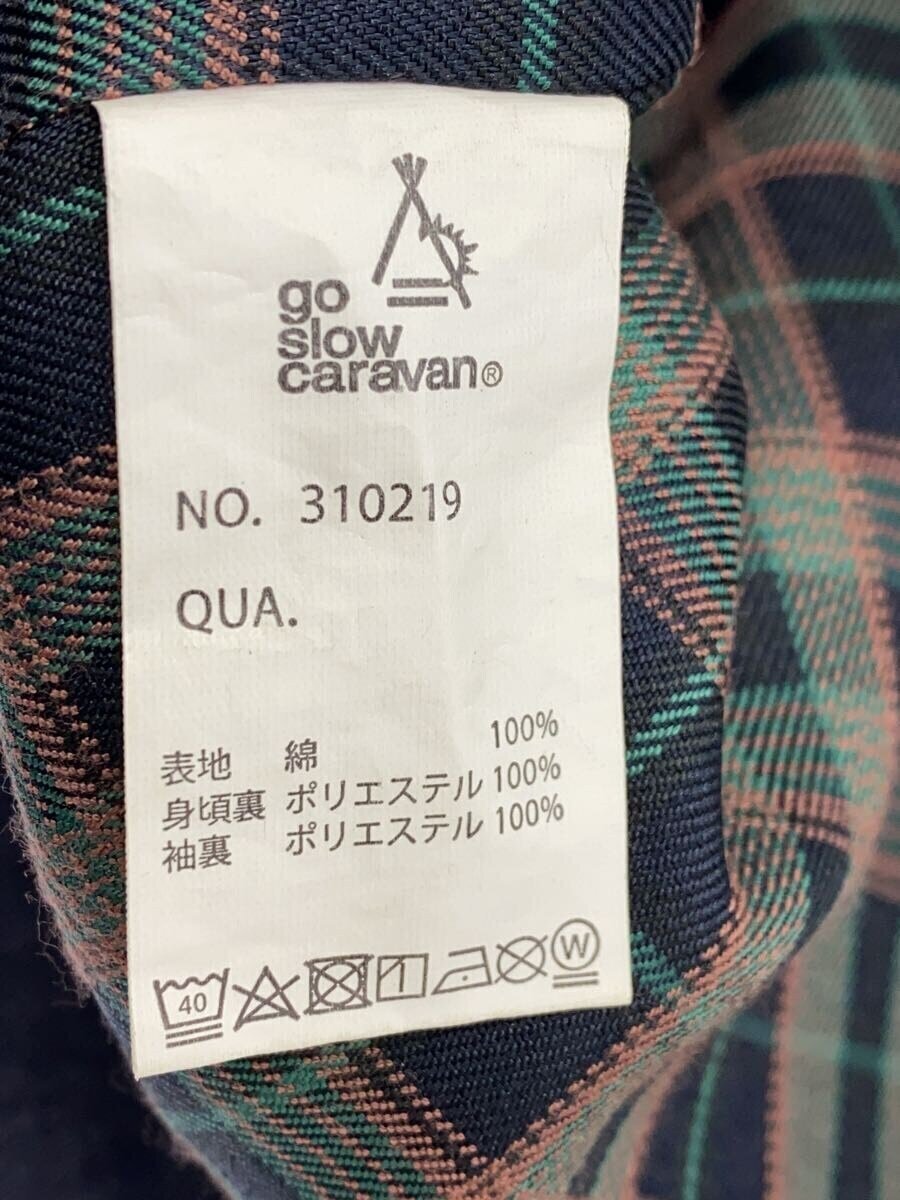 go
slow
caravan®
NO. 310219
QUA.
表地 綿 100%
身頃裏 ポリエステル 100%
袖裏 ポリエステル 100%
40 W